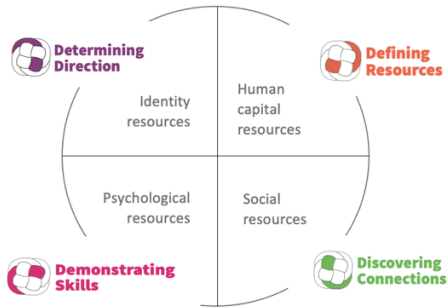 Determining
Direction
Defining
Resources
Identity
resources
Human
capital
resources
Psychological
resources
Social
resources
Demonstrating
Skills
Discovering
Connections